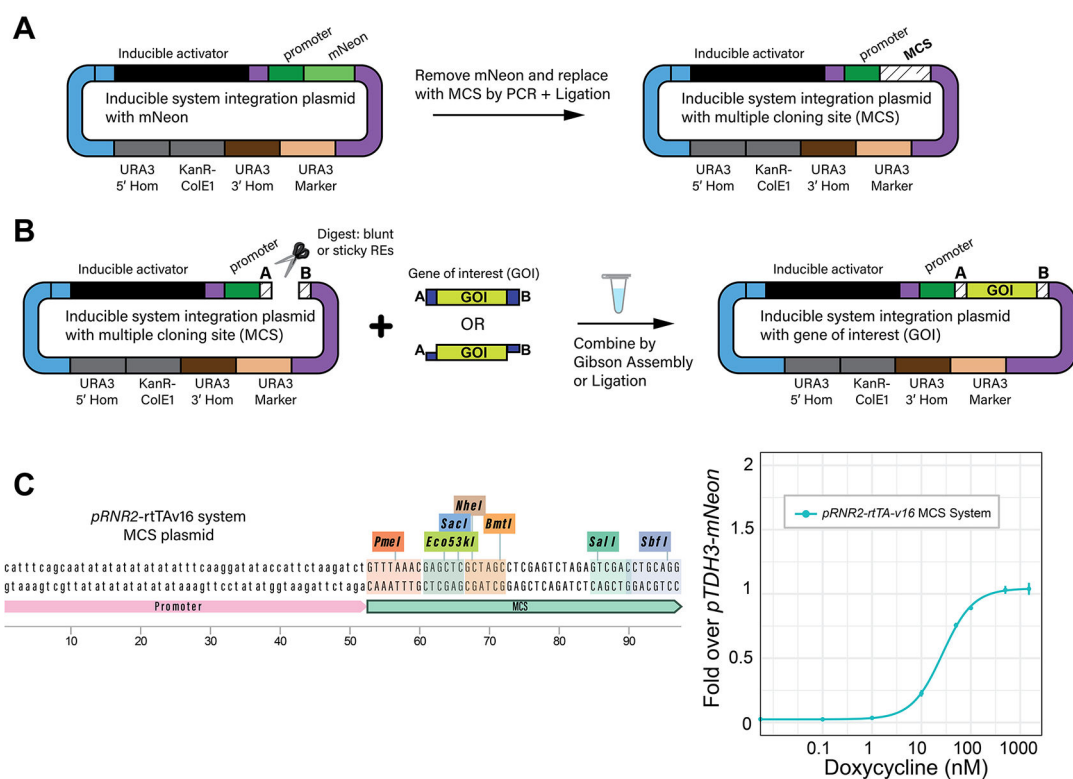 A
Inducible activator
promoter
mNeon
Inducible system integration plasmid
with mNeon
URA3
5′ Hom
KanR-
ColE1
URA3
3′ Hom
URA3
Marker
Remove mNeon and replace
with MCS by PCR + Ligation
Inducible activator
promoter
MCS
Inducible system integration plasmid
with multiple cloning site (MCS)
URA3
5′ Hom
KanR-
ColE1
URA3
3′ Hom
URA3
Marker
B
Inducible activator
promoter
A
B
Digest: blunt
or sticky REs
Inducible system integration plasmid
with multiple cloning site (MCS)
URA3
5′ Hom
KanR-
ColE1
URA3
3′ Hom
URA3
Marker
Gene of interest (GOI)
A GOI B
OR
A GOI B
Combine by
Gibson Assembly
or Ligation
Inducible activator
promoter
A
B
GOI
Inducible system integration plasmid
with gene of interest (GOI)
URA3
5′ Hom
KanR-
ColE1
URA3
3′ Hom
URA3
Marker
C
pRNR2-rtTAv16 system
MCS plasmid
NheI
SacI
BmtI
PmeI
Eco53kI
SalI
SbfI
catttcagcaatatatatatatatatttcaaggatataccattctaagatctGTTTAAACGAGCTCGCTAGCCTCGAGTCTAGAGTCGACCTGCAGG
gtaaagtcgttatatatatatatataaagttcctatatggtaagattctagaCAAATTTGCTCGAGCGATCGGAGCTCAGATCTCAGCTGGACGTCC
Promoter
MCS
10 20 30 40 50 60 70 80 90
Fold over pTDH3-mNeon
2
1.5
1
0.5
0
pRNR2-rtTA-v16 MCS System
0.1 1 10 100 1000
Doxycycline (nM)